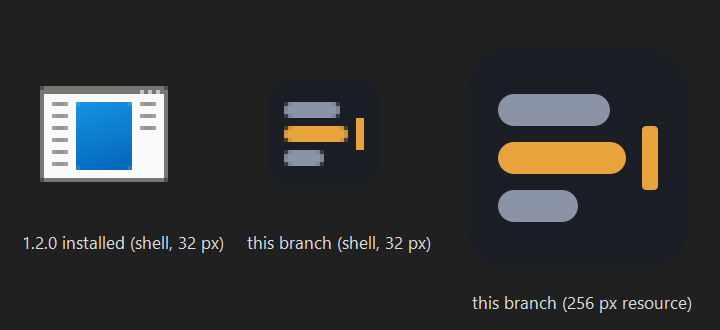 1.2.0 installed (shell, 32 px)
this branch (shell, 32 px)
this branch (256 px resource)